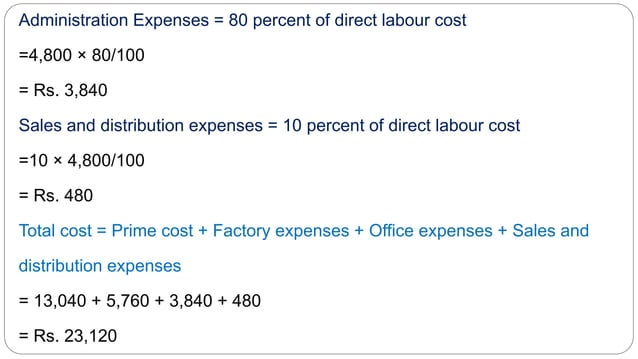 Administration Expenses = 80 percent of direct labour cost
=4,800 × 80/100
= Rs. 3,840
Sales and distribution expenses = 10 percent of direct labour cost
=10 × 4,800/100
= Rs. 480
Total cost = Prime cost + Factory expenses + Office expenses + Sales and
distribution expenses
= 13,040 + 5,760 + 3,840 + 480
= Rs. 23,120